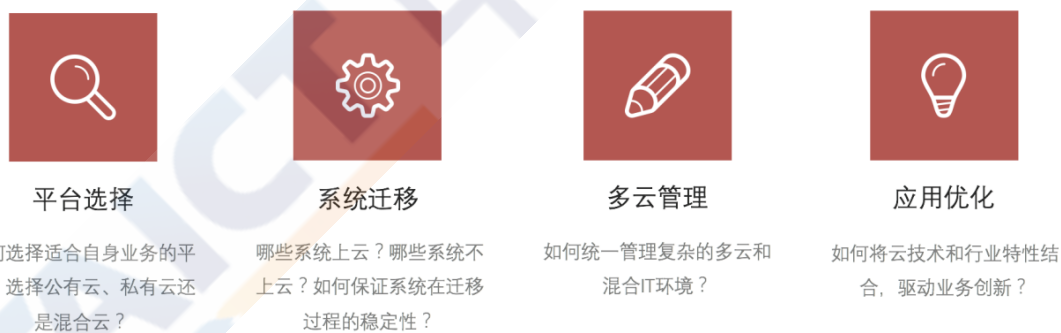 平台选择
系统迁移
多云管理
应用优化
选择适合自身业务的平
选择公有云、私有云还
是混合云？
哪些系统上云？哪些系统不
上云？如何保证系统在迁移
过程的稳定性？
如何统一管理复杂的多云和
混合IT环境？
如何将云技术和行业特性结
合，驱动业务创新？